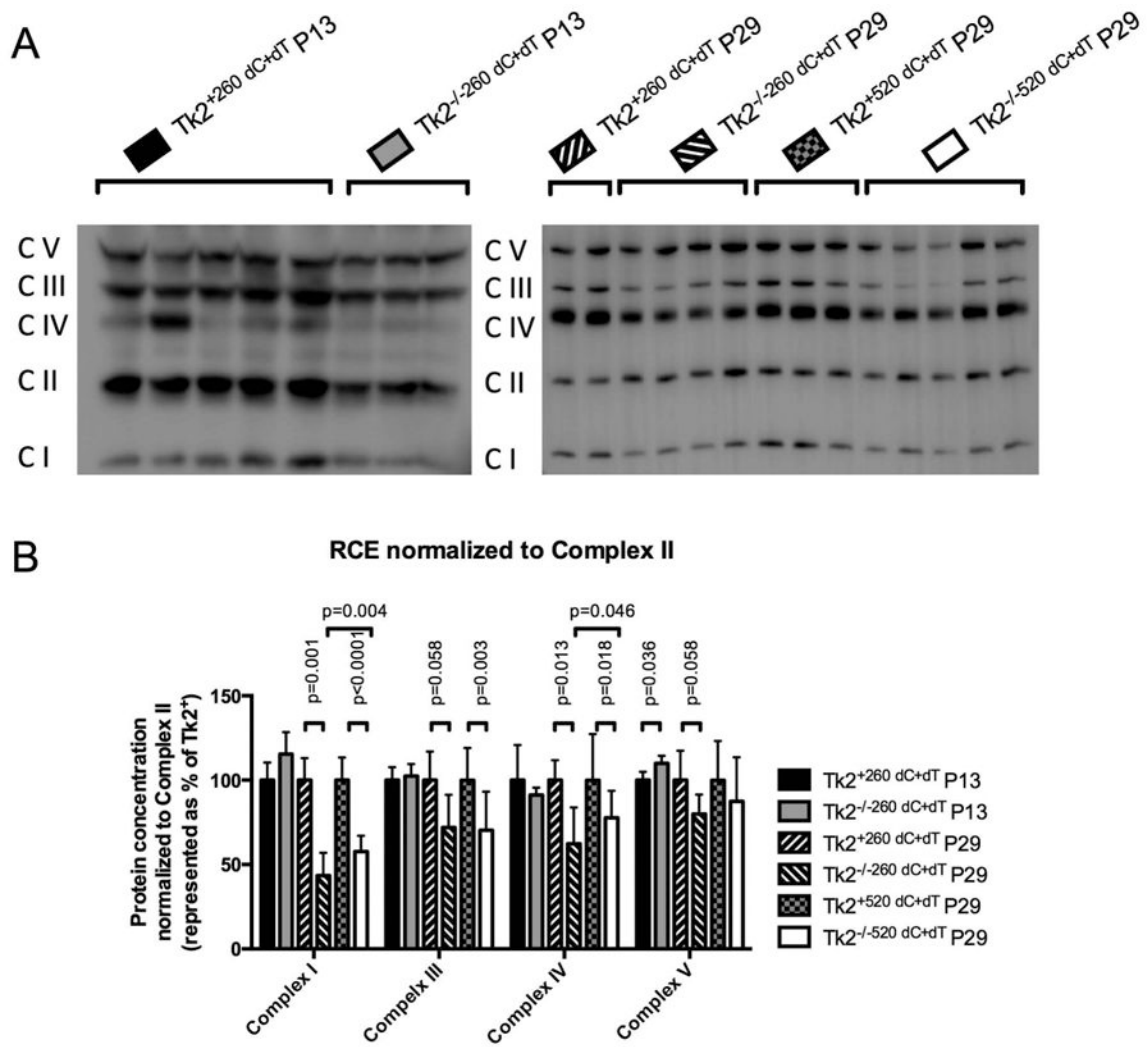 A
Tk2+260 dC+dT P13
Tk2-/-260 dC+dT P13
Tk2+260 dC+dT P29
Tk2-/-260 dC+dT P29
Tk2+520 dC+dT P29
Tk2-/-520 dC+dT P29
C V
C III
C IV
C II
C I
C V
C III
C IV
C II
C I
B
RCE normalized to Complex II
p=0.004
p=0.046
p=0.001
p<0.0001
p=0.058
p=0.003
p=0.013
p=0.018
p=0.036
p=0.058
Protein concentration
normalized to Complex II
(represented as % of Tk2+)
150
100
50
0
Complex I
Compelx III
Complex IV
Complex V
Tk2+260 dC+dT P13
Tk2-/-260 dC+dT P13
Tk2+260 dC+dT P29
Tk2-/-260 dC+dT P29
Tk2+520 dC+dT P29
Tk2-/-520 dC+dT P29